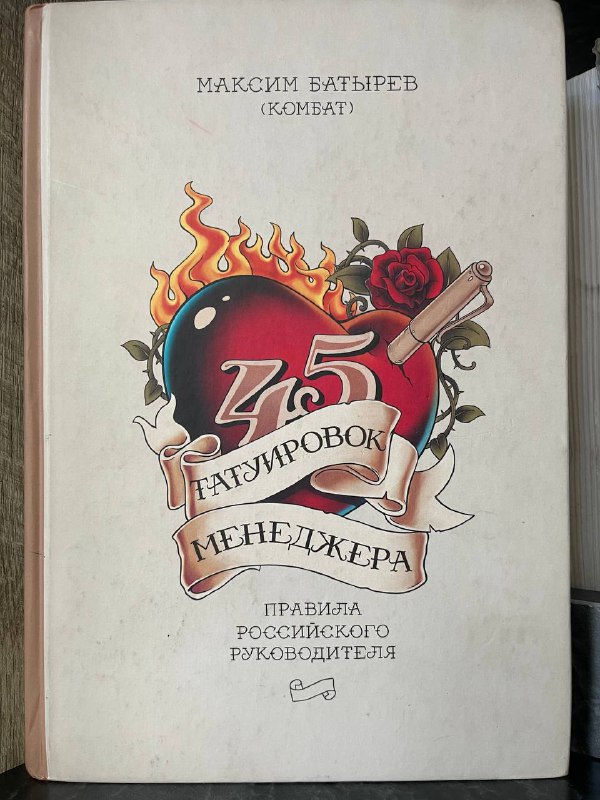 МАКСИМ БАТЫРЕВ
(КОМБАТ)
45
ТАТУИРОВОК
МЕНЕДЖЕРА
ПРАВИЛА
РОССИЙСКОГО
РУКОВОДИТЕЛЯ